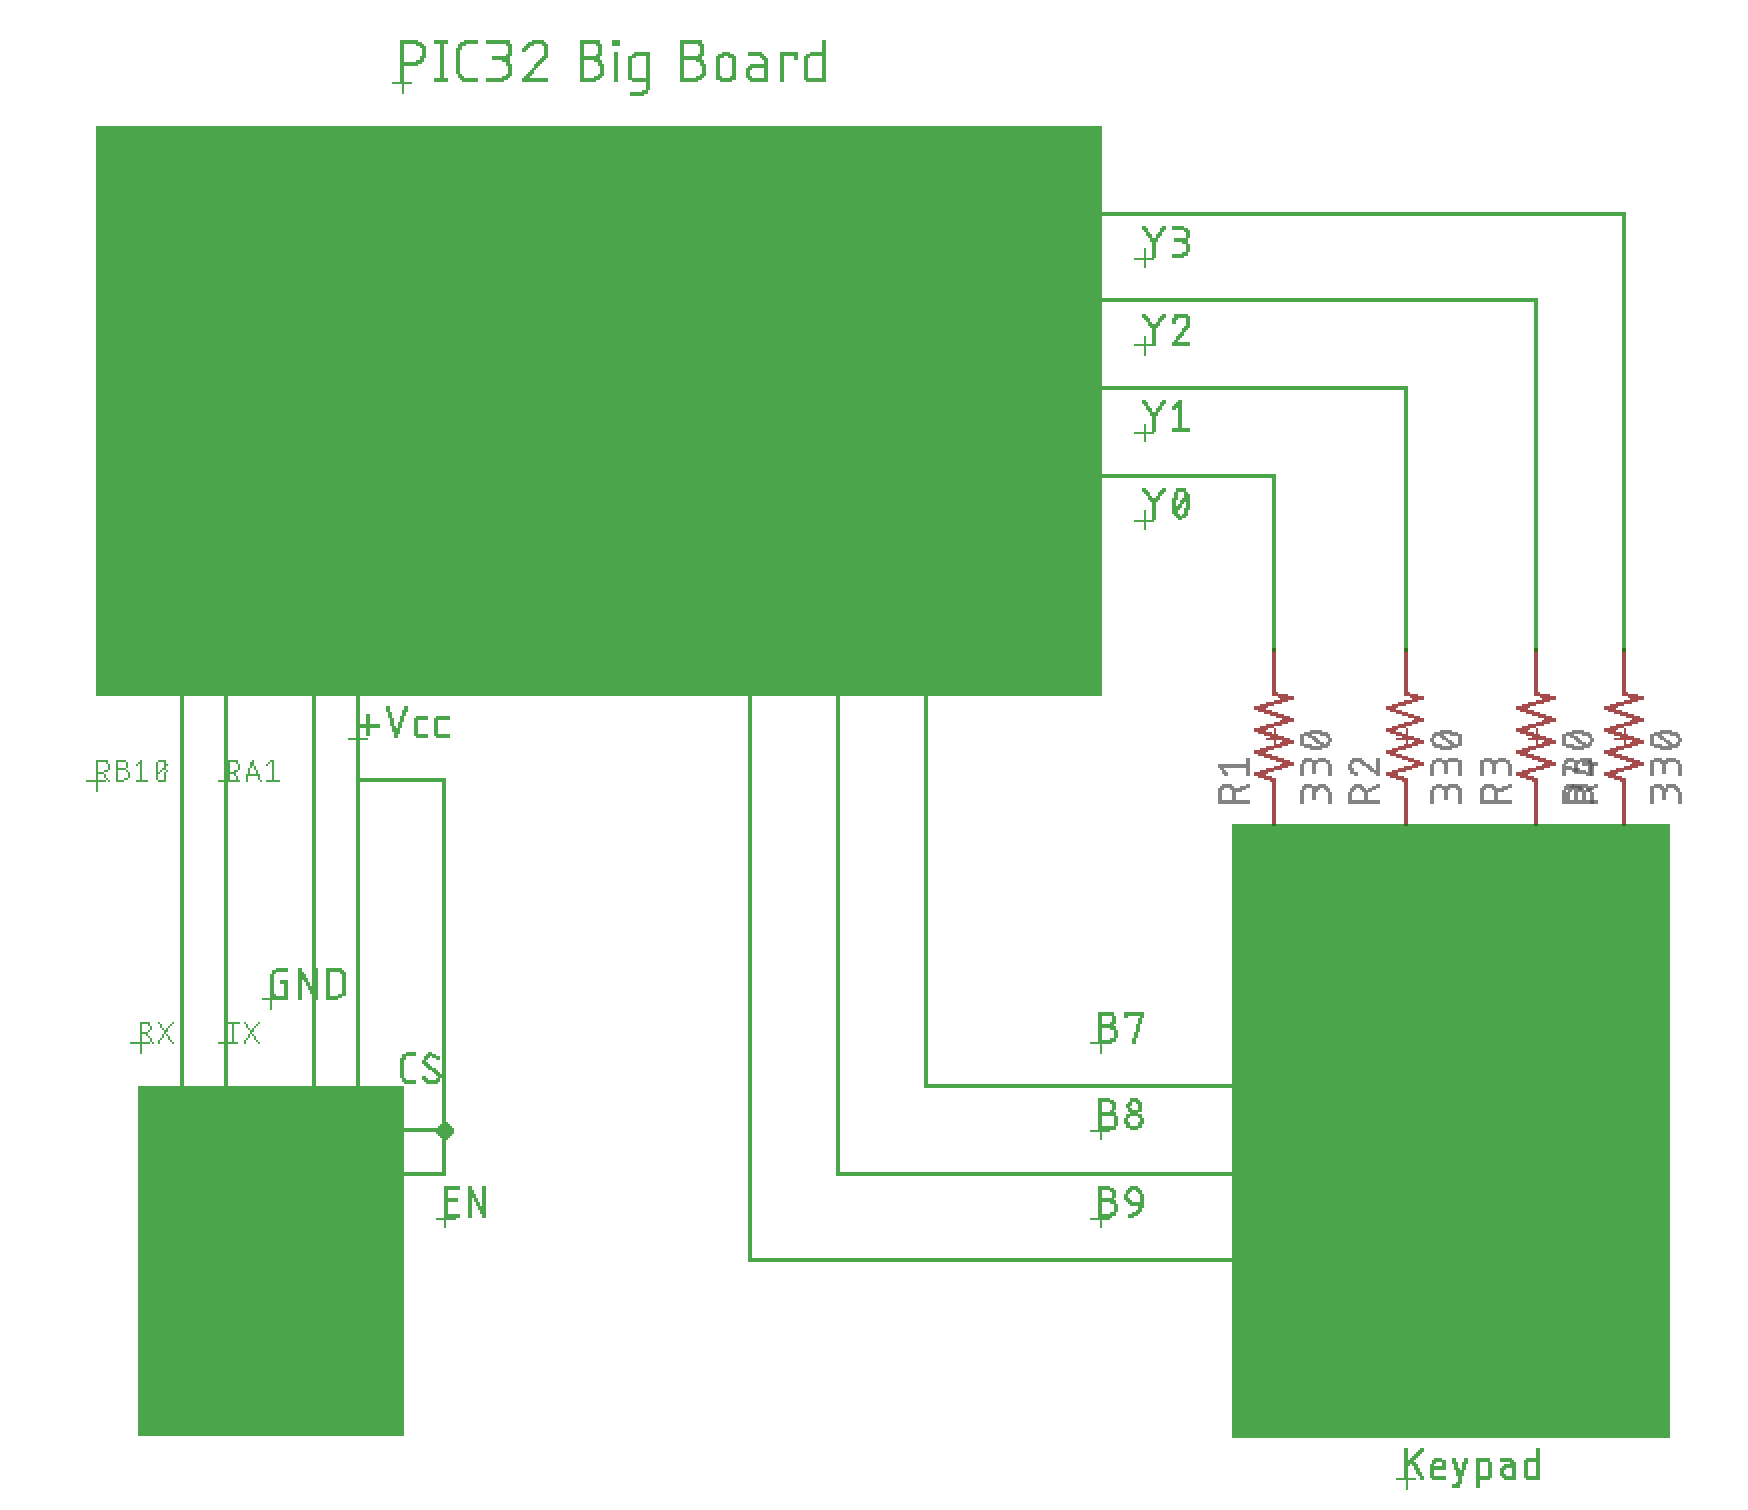 PIC32 Big Board
Y3
Y2
Y1
Y0
+Vcc
RB10
RA1
R1
330
R2
330
R3
330
R4
330
GND
RX
TX
CS
EN
B7
B8
B9
Keypad